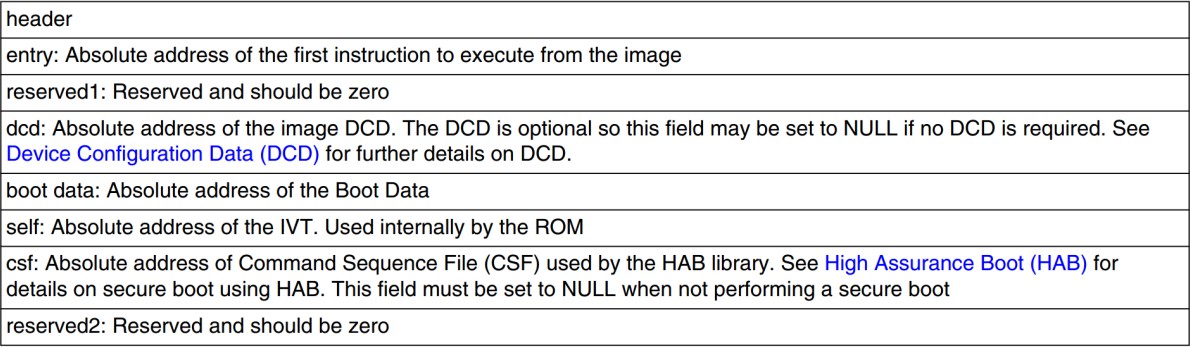 header
entry: Absolute address of the first instruction to execute from the image
reserved1: Reserved and should be zero
dcd: Absolute address of the image DCD. The DCD is optional so this field may be set to NULL if no DCD is required. See
Device Configuration Data (DCD) for further details on DCD.
boot data: Absolute address of the Boot Data
self: Absolute address of the IVT. Used internally by the ROM
csf: Absolute address of Command Sequence File (CSF) used by the HAB library. See High Assurance Boot (HAB) for
details on secure boot using HAB. This field must be set to NULL when not performing a secure boot
reserved2: Reserved and should be zero